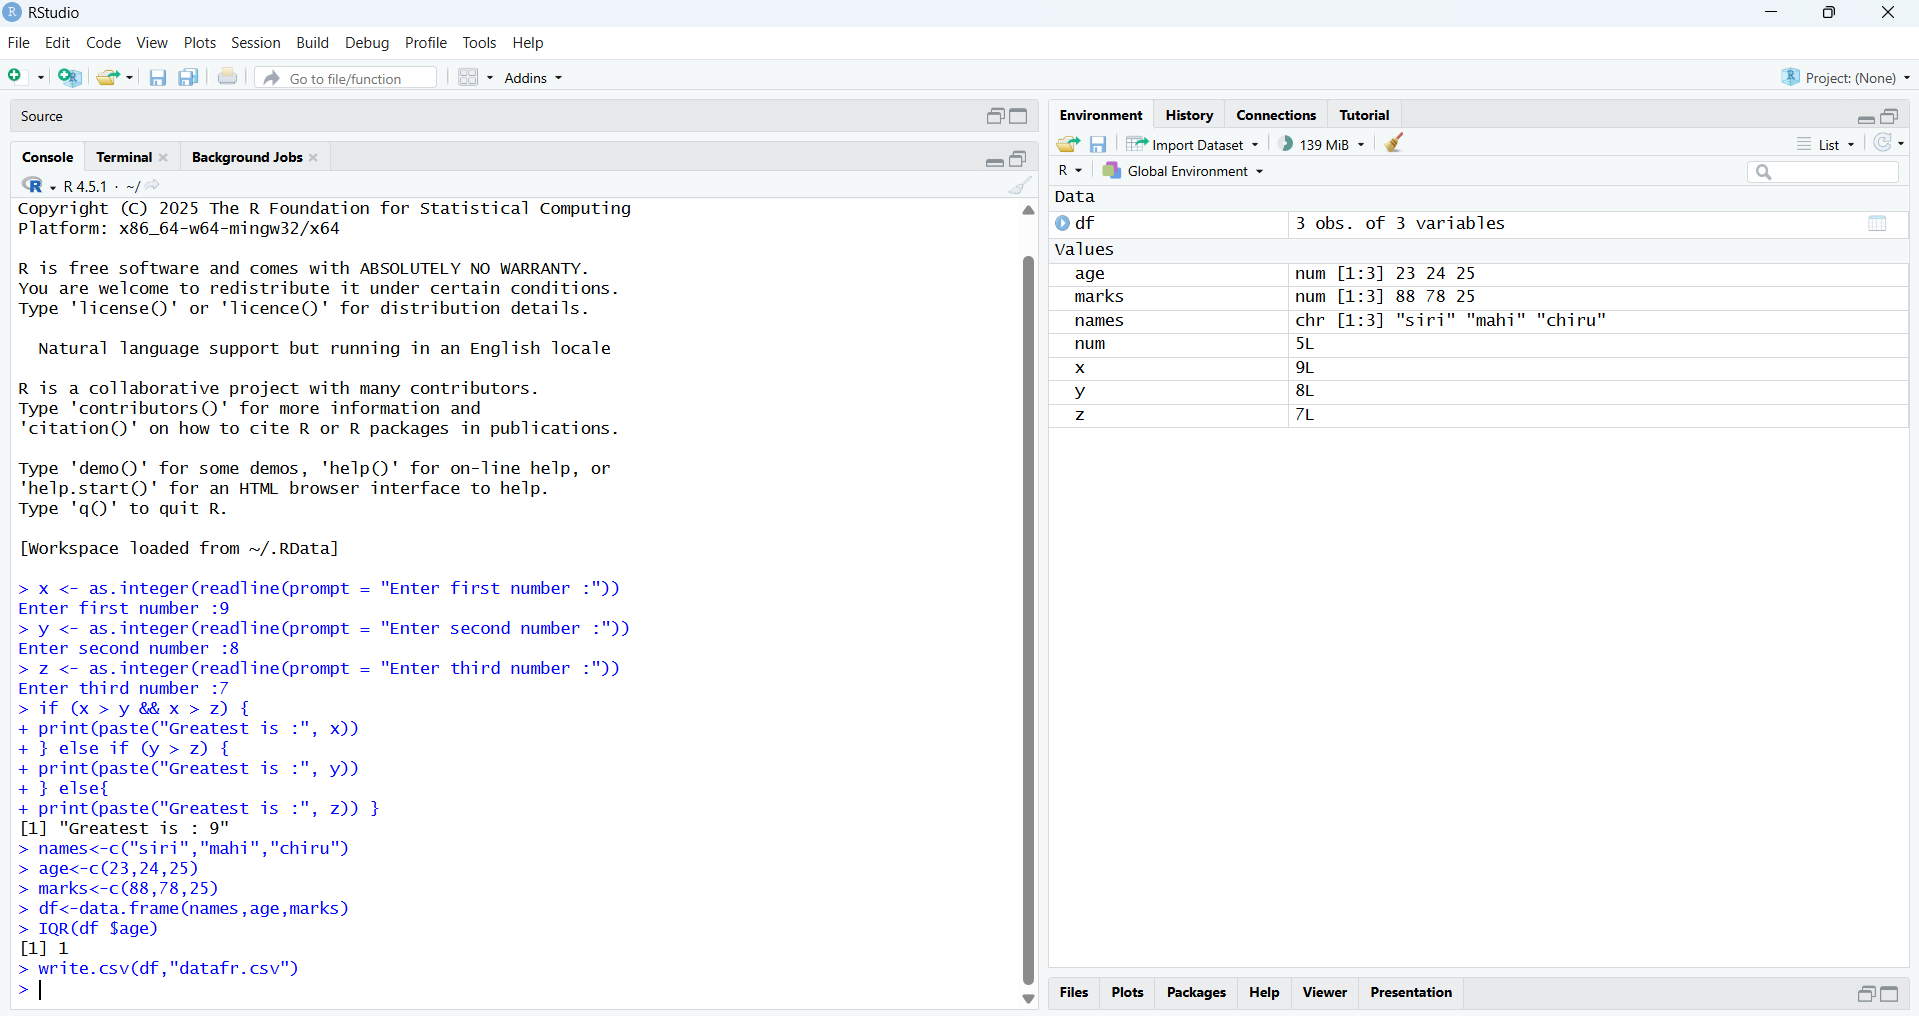 RStudio
File Edit Code View Plots Session Build Debug Profile Tools Help
Go to file/function Addins Project: (None)
Source
Console Terminal Background Jobs
R 4.5.1 · ~/
Copyright (C) 2025 The R Foundation for Statistical Computing
Platform: x86_64-w64-mingw32/x64
R is free software and comes with ABSOLUTELY NO WARRANTY.
You are welcome to redistribute it under certain conditions.
Type 'license()' or 'licence()' for distribution details.
Natural language support but running in an English locale
R is a collaborative project with many contributors.
Type 'contributors()' for more information and
'citation()' on how to cite R or R packages in publications.
Type 'demo()' for some demos, 'help()' for on-line help, or
'help.start()' for an HTML browser interface to help.
Type 'q()' to quit R.
[Workspace loaded from ~/.RData]
> x <- as.integer(readline(prompt = "Enter first number :"))
Enter first number :9
> y <- as.integer(readline(prompt = "Enter second number :"))
Enter second number :8
> z <- as.integer(readline(prompt = "Enter third number :"))
Enter third number :7
> if (x > y && x > z) {
+ print(paste("Greatest is :", x))
+ } else if (y > z) {
+ print(paste("Greatest is :", y))
+ } else{
+ print(paste("Greatest is :", z)) }
[1] "Greatest is : 9"
> names<-c("siri","mahi","chiru")
> age<-c(23,24,25)
> marks<-c(88,78,25)
> df<-data.frame(names,age,marks)
> IQR(df $age)
[1] 1
> write.csv(df,"datafr.csv")
>
Environment History Connections Tutorial
Import Dataset 139 MiB List
R Global Environment
Data
df 3 obs. of 3 variables
Values
age num [1:3] 23 24 25
marks num [1:3] 88 78 25
names chr [1:3] "siri" "mahi" "chiru"
num 5L
x 9L
y 8L
z 7L
Files Plots Packages Help Viewer Presentation